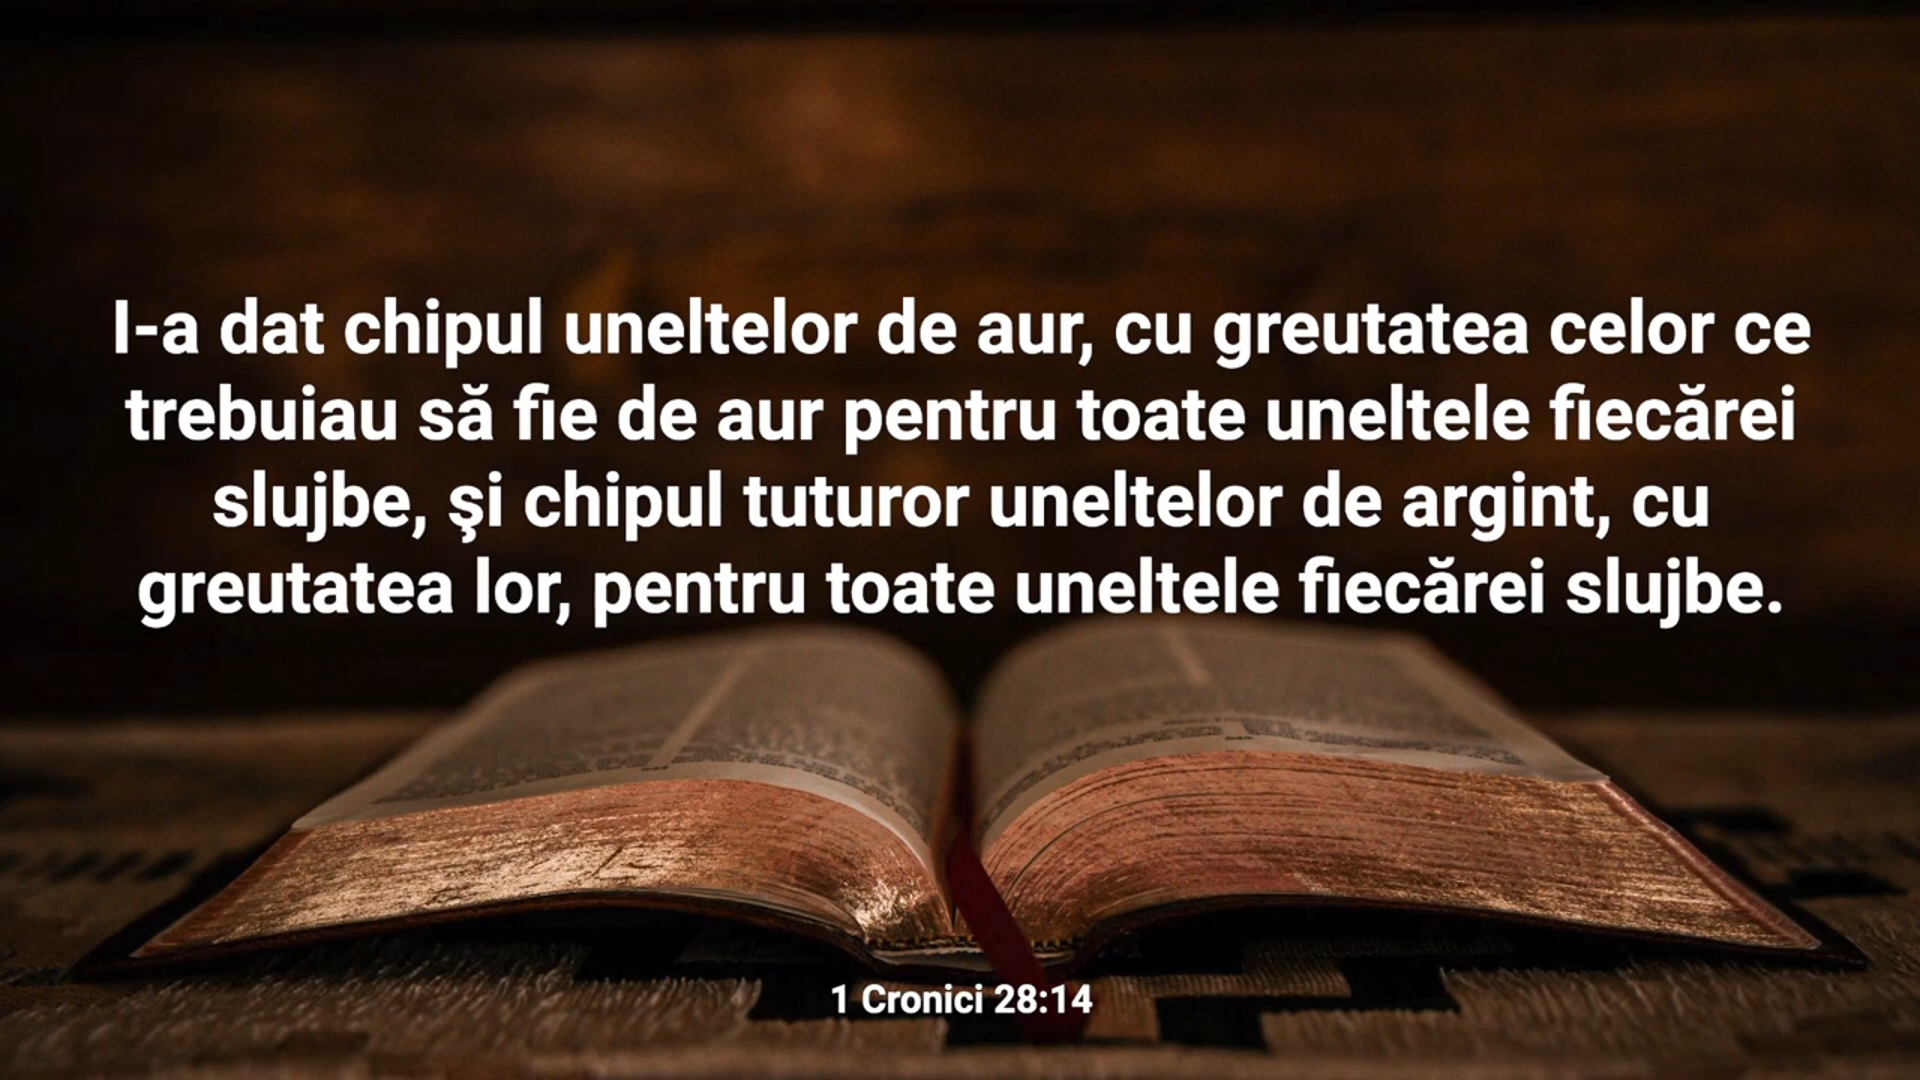 I-a dat chipul uneltelor de aur, cu greutatea celor ce
trebuiau să fie de aur pentru toate uneltele fiecărei
slujbe, şi chipul tuturor uneltelor de argint, cu
greutatea lor, pentru toate uneltele fiecărei slujbe.
1 Cronici 28:14